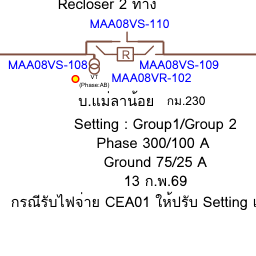 Recloser 2 ทาง
MAA08VS-110
R
MAA08VS-108
MAA08VS-109
VT
(Phase:AB)
MAA08VR-102
บ.แม่ลาน้อย กม.230
Setting : Group1/Group 2
Phase 300/100 A
Ground 75/25 A
13 ก.พ.69
กรณีรับไฟจ่าย CEA01 ให้ปรับ Setting